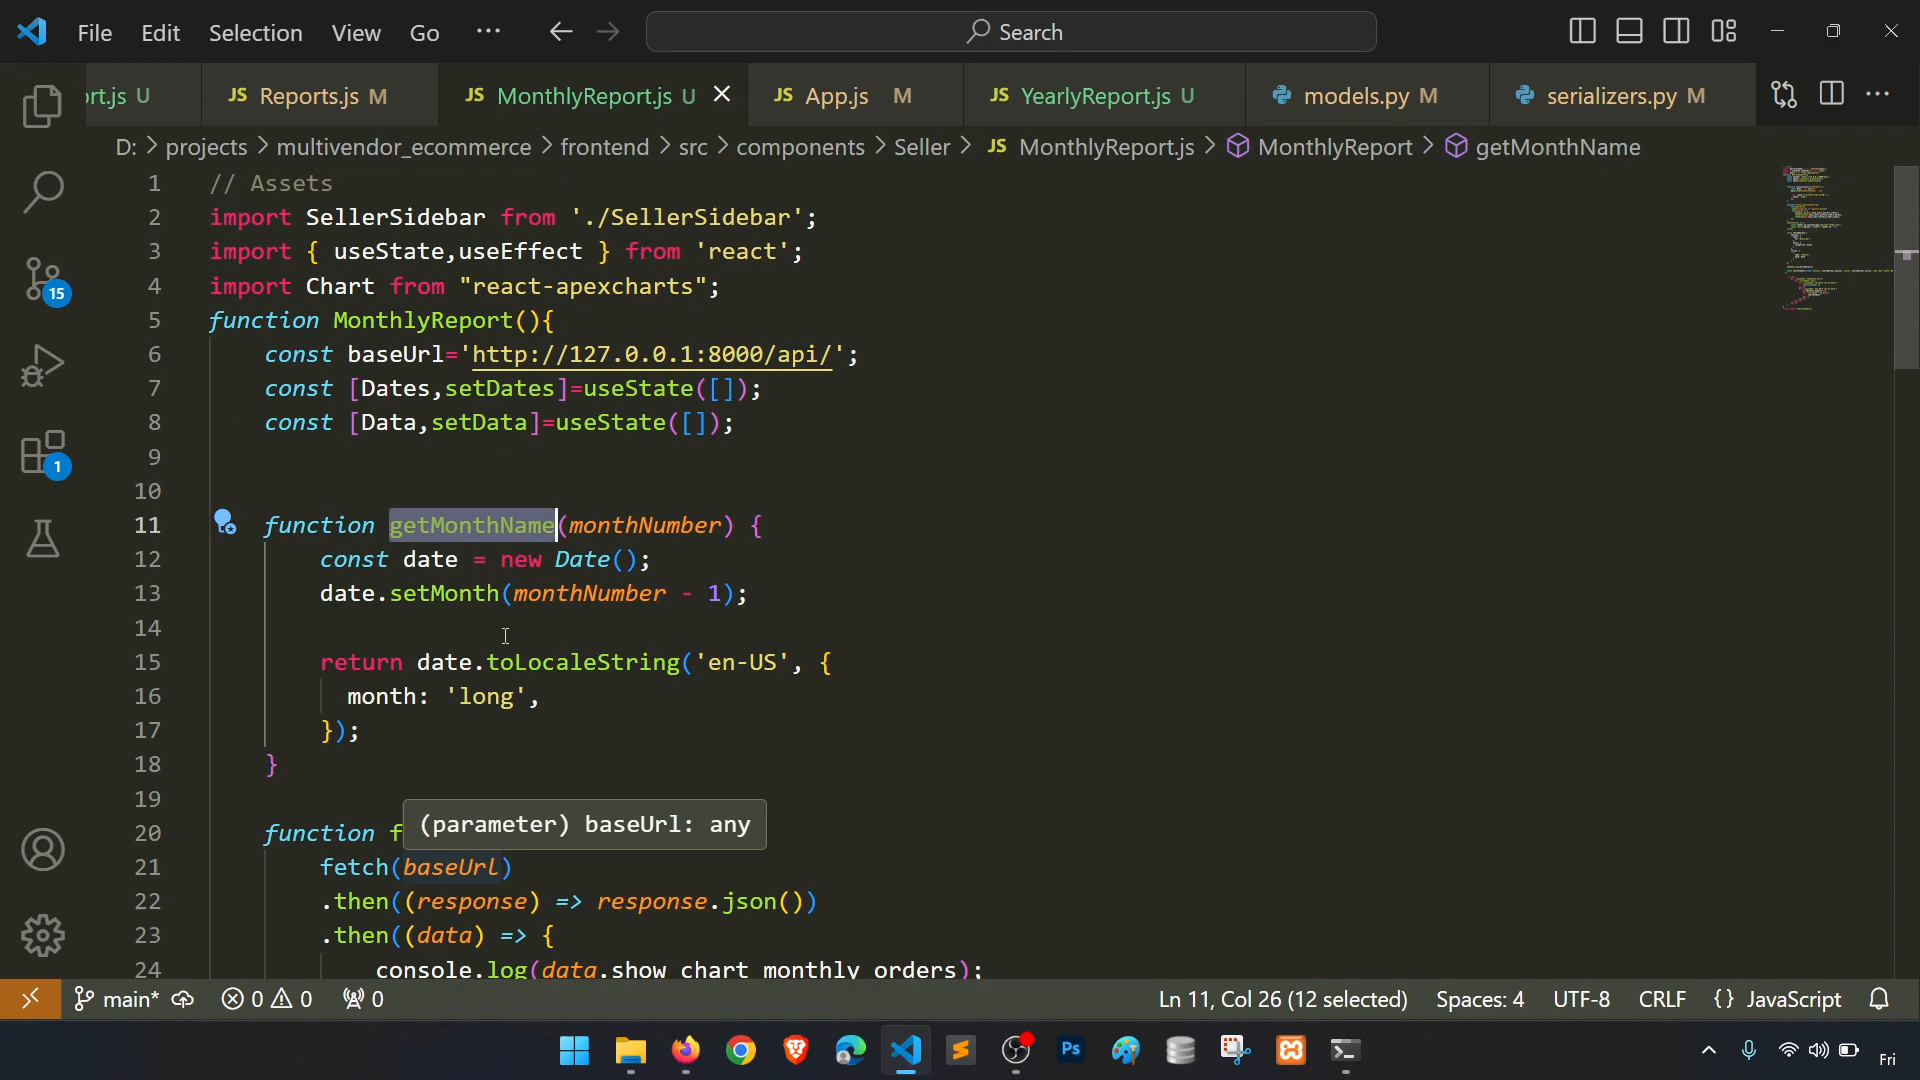 File Edit Selection View Go ··· Search
rt.js U JS Reports.js M JS MonthlyReport.js U JS App.js M JS YearlyReport.js U models.py M serializers.py M
D: > projects > multivendor_ecommerce > frontend > src > components > Seller > JS MonthlyReport.js > MonthlyReport > getMonthName
1 // Assets
2 import SellerSidebar from './SellerSidebar';
3 import { useState,useEffect } from 'react';
4 import Chart from "react-apexcharts";
5 function MonthlyReport(){
6 const baseUrl='http://127.0.0.1:8000/api/';
7 const [Dates,setDates]=useState([]);
8 const [Data,setData]=useState([]);
9
10
11 function getMonthName(monthNumber) {
12 const date = new Date();
13 date.setMonth(monthNumber - 1);
14
15 return date.toLocaleString('en-US', {
16 month: 'long',
17 });
18 }
19
(parameter) baseUrl: any
20 function f
21 fetch(baseUrl)
22 .then((response) => response.json())
23 .then((data) => {
24 console.log(data.show_chart_monthly_orders);
15
1
main* 0 0 0 Ln 11, Col 26 (12 selected) Spaces: 4 UTF-8 CRLF {} JavaScript
Ps
Fri